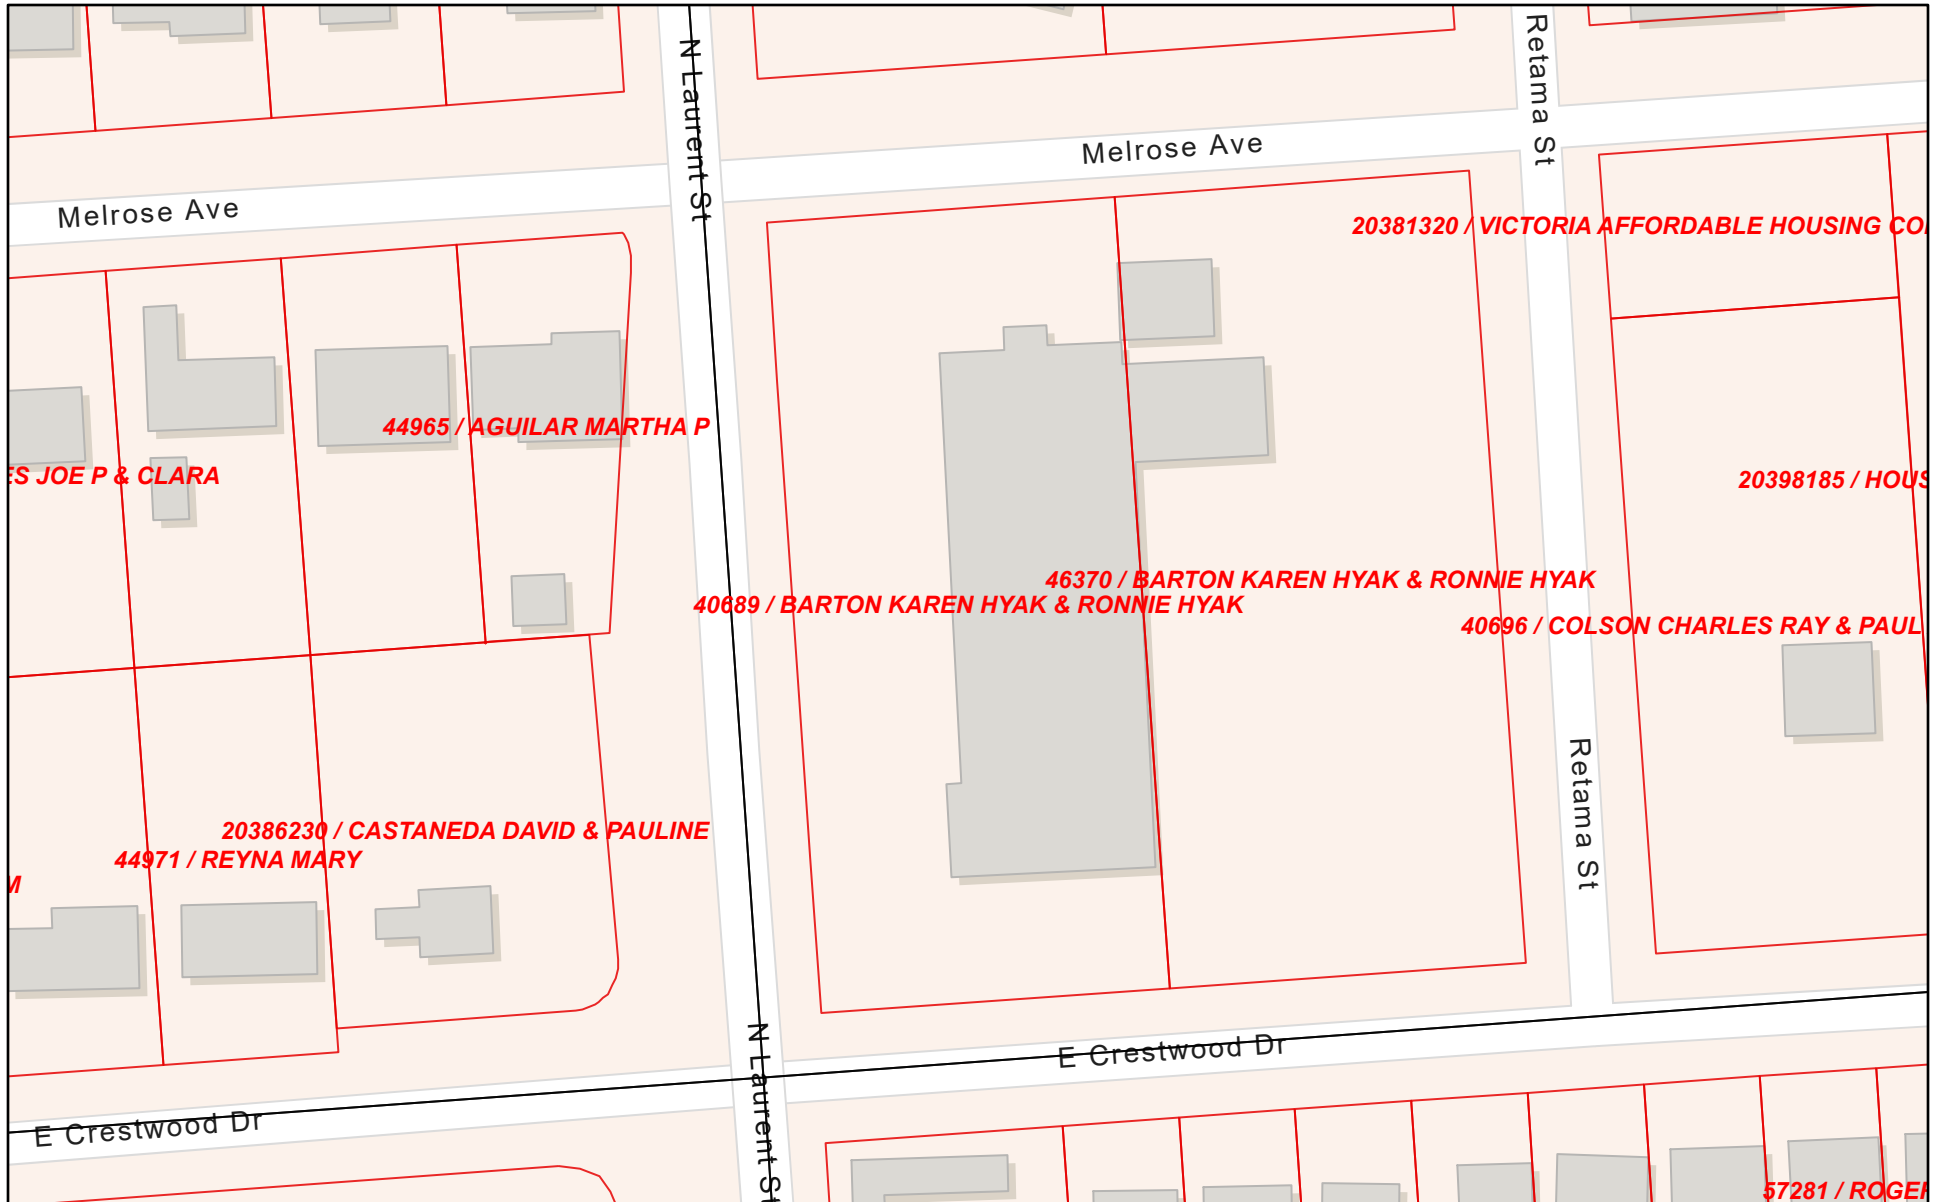 N Laurent St
Retama St
Melrose Ave
Melrose Ave
20381320 / VICTORIA AFFORDABLE HOUSING CO
44965 / AGUILAR MARTHA P
ES JOE P & CLARA
20398185 / HOUS
46370 / BARTON KAREN HYAK & RONNIE HYAK
40689 / BARTON KAREN HYAK & RONNIE HYAK
40696 / COLSON CHARLES RAY & PAUL
Retama St
20386230 / CASTANEDA DAVID & PAULINE
44971 / REYNA MARY
M
E Crestwood Dr
N Laurent St
E Crestwood Dr
57281 / ROGER